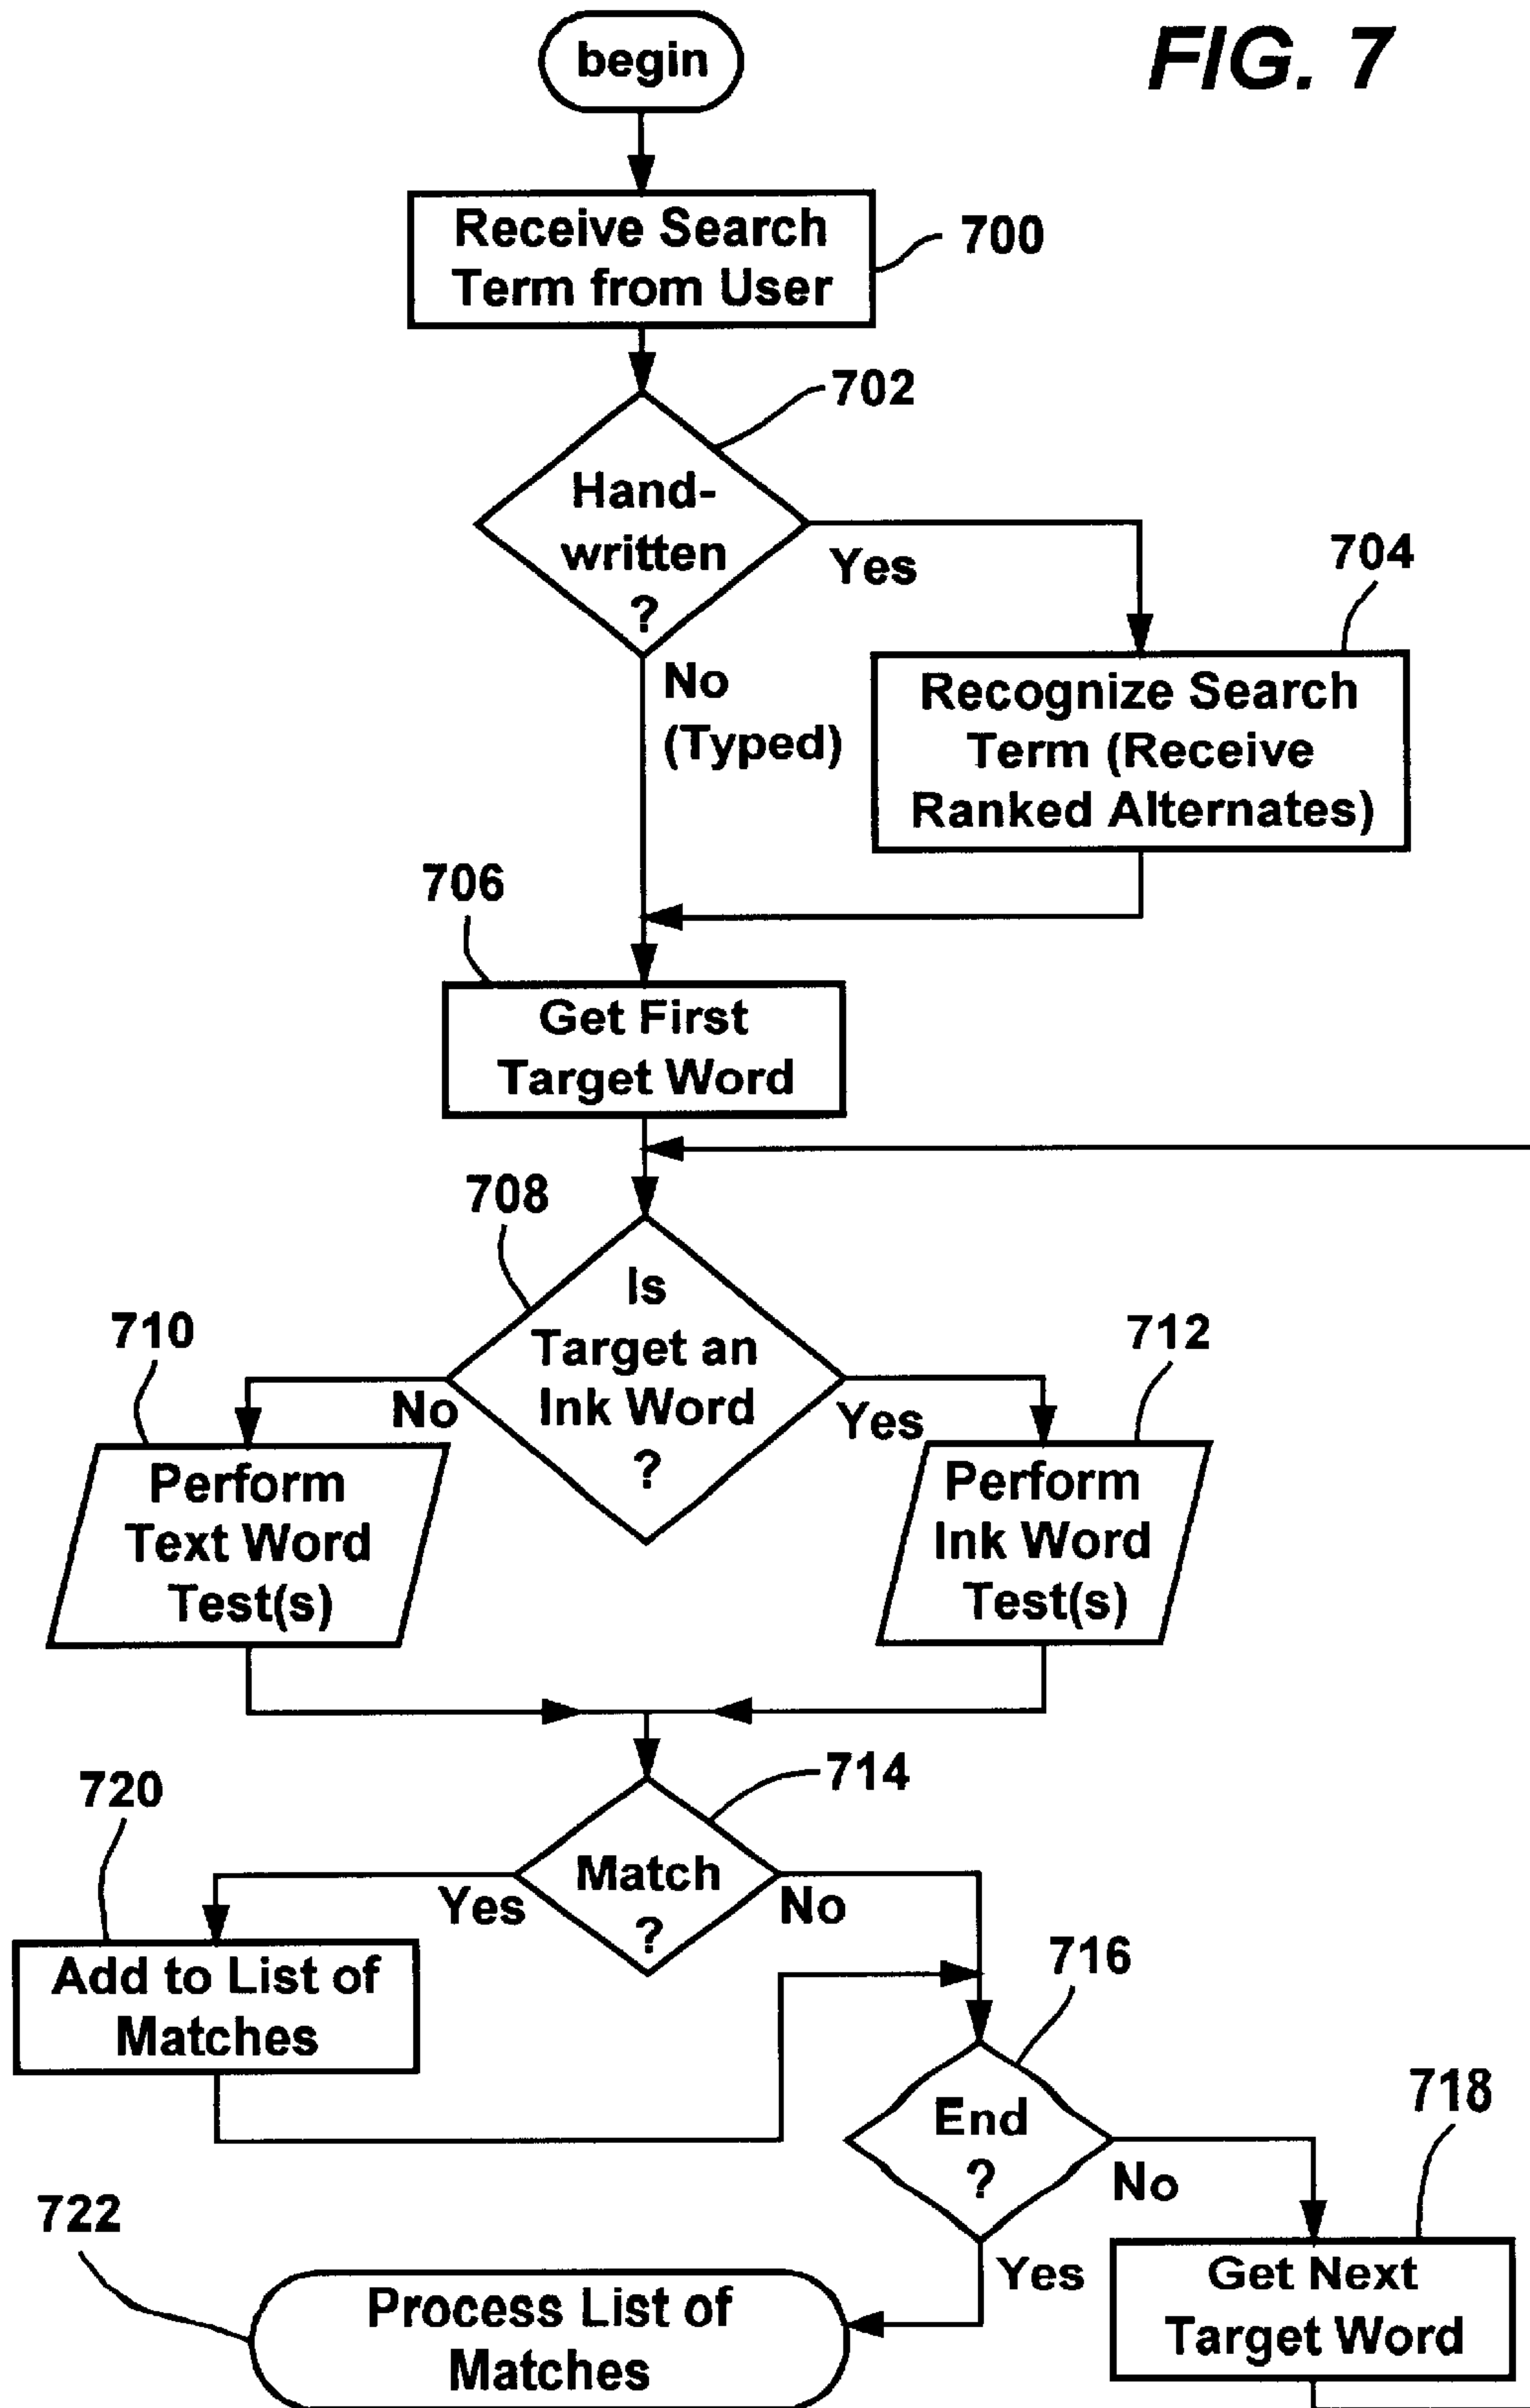 FIG. 7
begin
Receive Search
Term from User
700
702
Hand-
written
?
Yes
No
(Typed)
704
Recognize Search
Term (Receive
Ranked Alternates)
706
Get First
Target Word
708
Is
Target an
Ink Word
?
No
Yes
710
Perform
Text Word
Test(s)
712
Perform
Ink Word
Test(s)
714
Match
?
Yes
No
720
Add to List of
Matches
716
End
?
No
Yes
718
Get Next
Target Word
722
Process List of
Matches